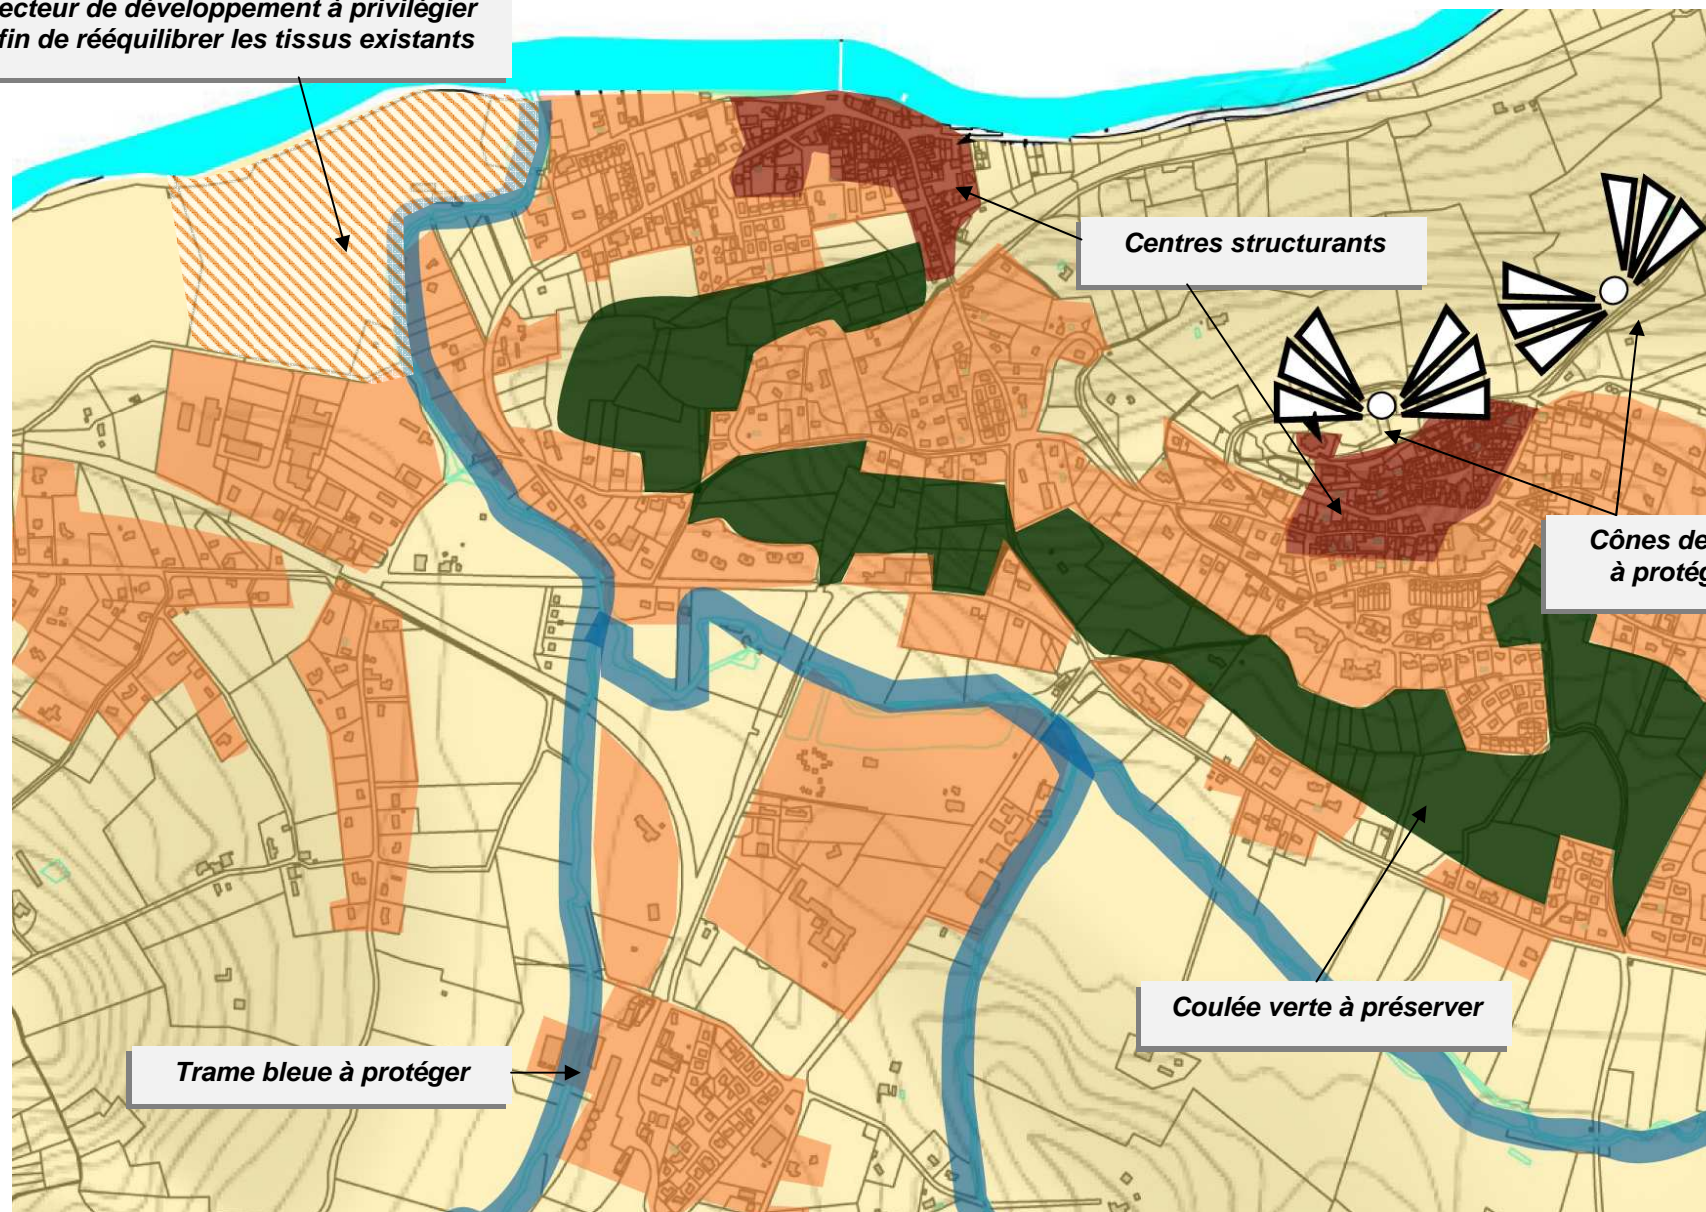 ecteur de développement à privilégier
fin de rééquilibrer les tissus existants
Centres structurants
Cônes de
à protég
Coulée verte à préserver
Trame bleue à protéger